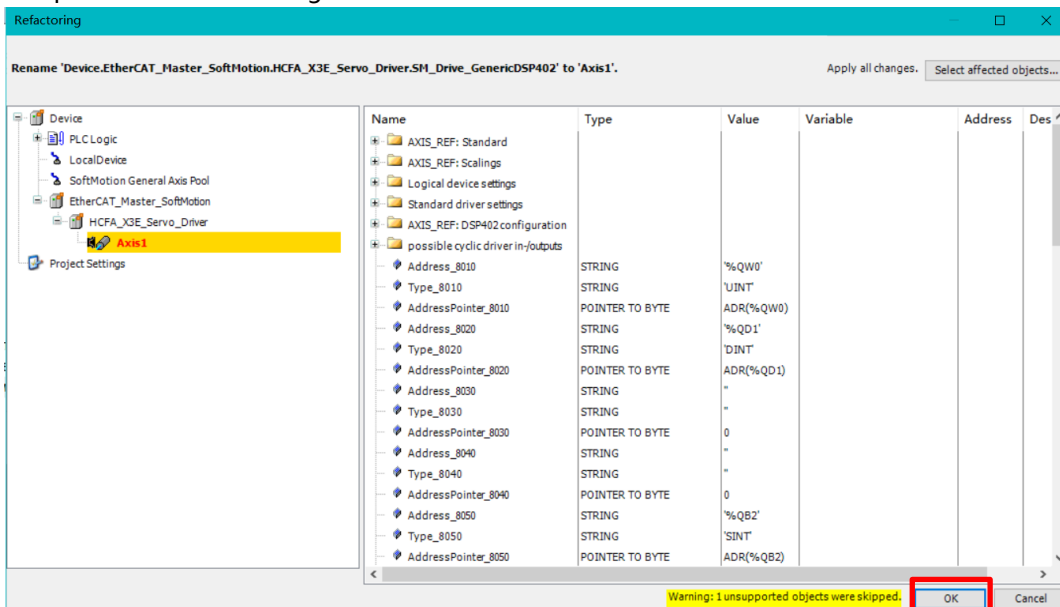 Refactoring
Rename 'Device.EtherCAT_Master_SoftMotion.HCFA_X3E_Servo_Driver.SM_Drive_GenericDSP402' to 'Axis1'. Apply all changes. Select affected objects...
Device
PLC Logic
LocalDevice
SoftMotion General Axis Pool
EtherCAT_Master_SoftMotion
HCFA_X3E_Servo_Driver
Axis1
Project Settings
Name Type Value Variable Address Des
AXIS_REF: Standard
AXIS_REF: Scalings
Logical device settings
Standard driver settings
AXIS_REF: DSP402 configuration
possible cyclic driver in-/outputs
Address_8010 STRING '%QW0'
Type_8010 STRING 'UINT'
AddressPointer_8010 POINTER TO BYTE ADR(%QW0)
Address_8020 STRING '%QD1'
Type_8020 STRING 'DINT'
AddressPointer_8020 POINTER TO BYTE ADR(%QD1)
Address_8030 STRING ''
Type_8030 STRING ''
AddressPointer_8030 POINTER TO BYTE 0
Address_8040 STRING ''
Type_8040 STRING ''
AddressPointer_8040 POINTER TO BYTE 0
Address_8050 STRING '%QB2'
Type_8050 STRING 'SINT'
AddressPointer_8050 POINTER TO BYTE ADR(%QB2)
Warning: 1 unsupported objects were skipped. OK Cancel